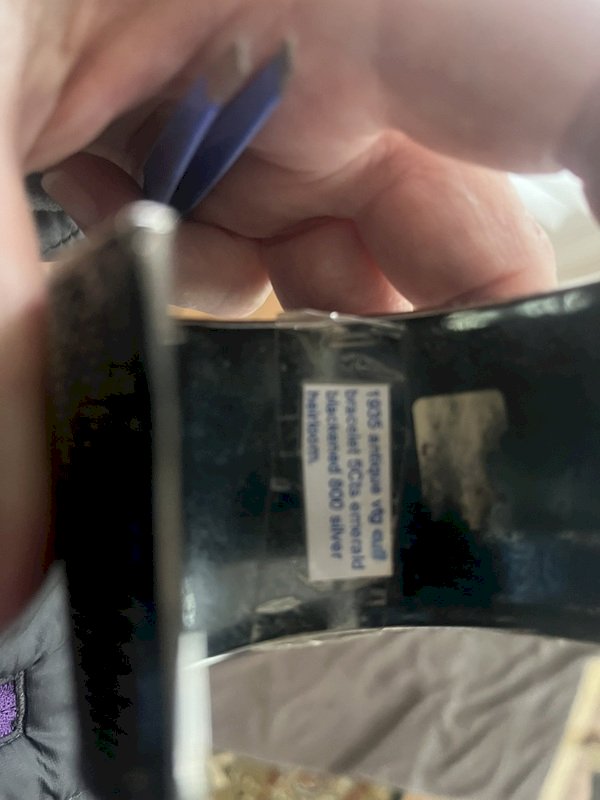 1935 antique vtg cuff
bracelet 5Cts emerald
blackened 800 silver
heirloom